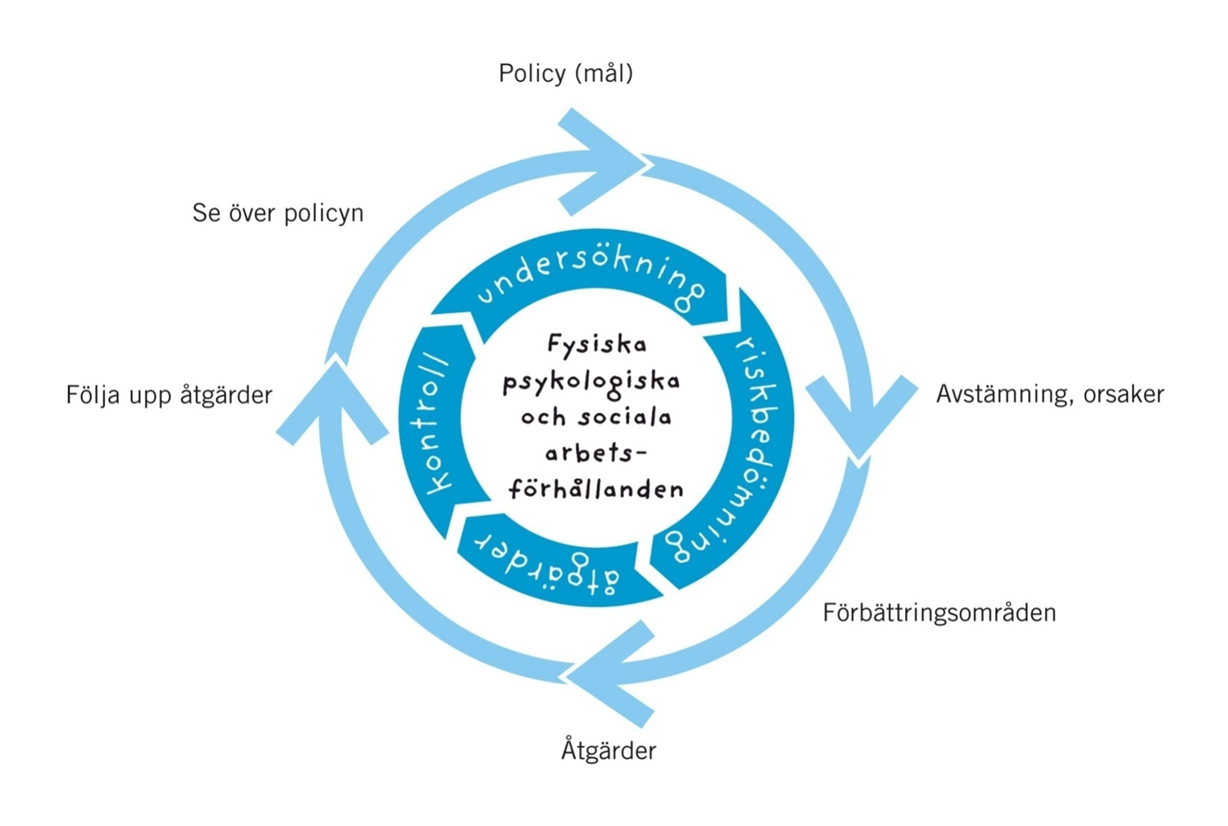 Policy (mål)
Se över policyn
undersökning
Fysiska
psykologiska
och sociala
arbets-
förhållanden
kontroll
riskbedömning
Följa upp åtgärder
Avstämning, orsaker
åtgärder
Förbättringsområden
Åtgärder